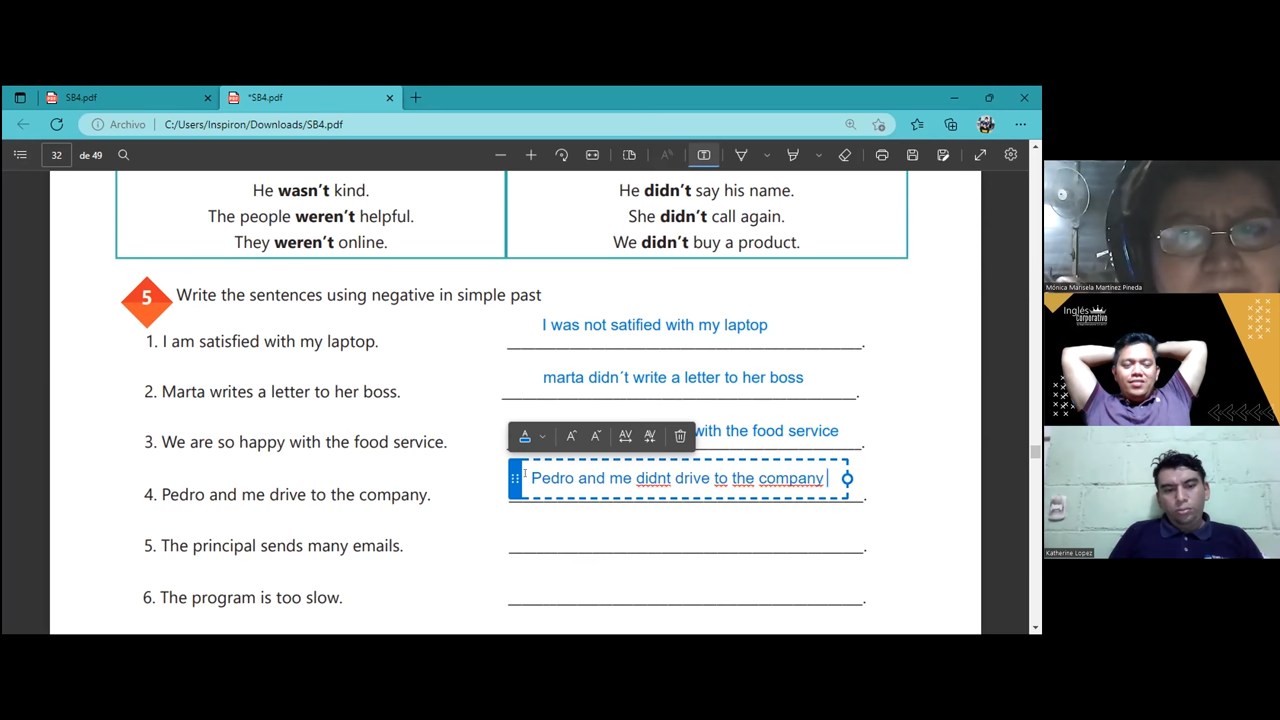 SB4.pdf
*SB4.pdf
Archivo
C:/Users/Inspiron/Downloads/SB4.pdf
32
de 49
He wasn't kind.
The people weren't helpful.
They weren't online.
He didn't say his name.
She didn't call again.
We didn't buy a product.
5
Write the sentences using negative in simple past
1. I am satisfied with my laptop.
I was not satified with my laptop
2. Marta writes a letter to her boss.
marta didn´t write a letter to her boss
3. We are so happy with the food service.
with the food service
4. Pedro and me drive to the company.
Pedro and me didnt drive to the company
5. The principal sends many emails.
6. The program is too slow.
Mónica Marisela Martínez Pineda
Inglés
Corporativo
Katherine Lopez